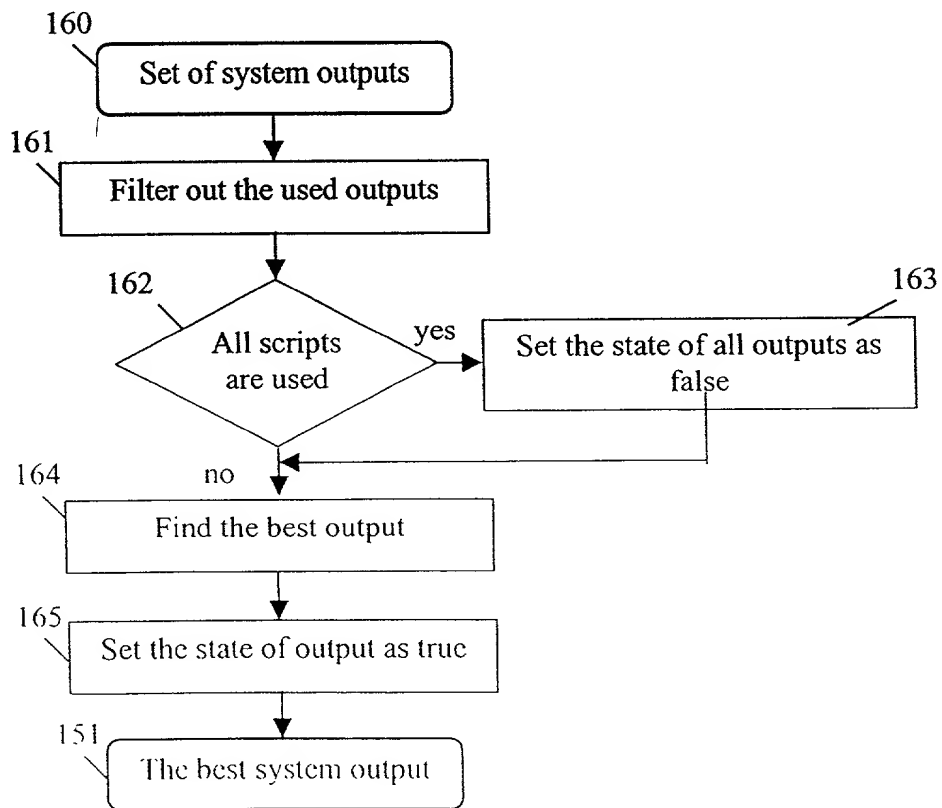 160
Set of system outputs
161
Filter out the used outputs
162
All scripts
are used
yes
163
Set the state of all outputs as
false
no
164
Find the best output
165
Set the state of output as true
151
The best system output